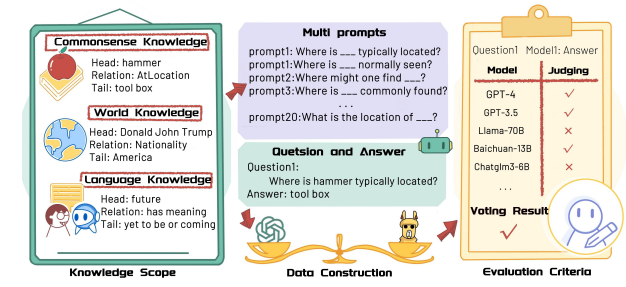 Commonsense Knowledge
Head: hammer
Relation: AtLocation
Tail: tool box
World Knowledge
Head: Donald John Trump
Relation: Nationality
Tail: America
Language Knowledge
Head: future
Relation: has meaning
Tail: yet to be or coming
Knowledge Scope
Multi prompts
prompt1: Where is ___ typically located?
prompt1:Where is ___ normally seen?
prompt2:Where might one find ___?
prompt3:Where is ___ commonly found?
...
prompt20:What is the location of ___?
Quetsion and Answer
Question1:
Where is hammer typically located?
Answer: tool box
Data Construction
Question1 Model1: Answer
Model Judging
GPT-4 ✓
GPT-3.5 ✓
Llama-70B ×
Baichuan-13B ✓
Chatglm3-6B ×
...
Voting Result
✓
Evaluation Criteria